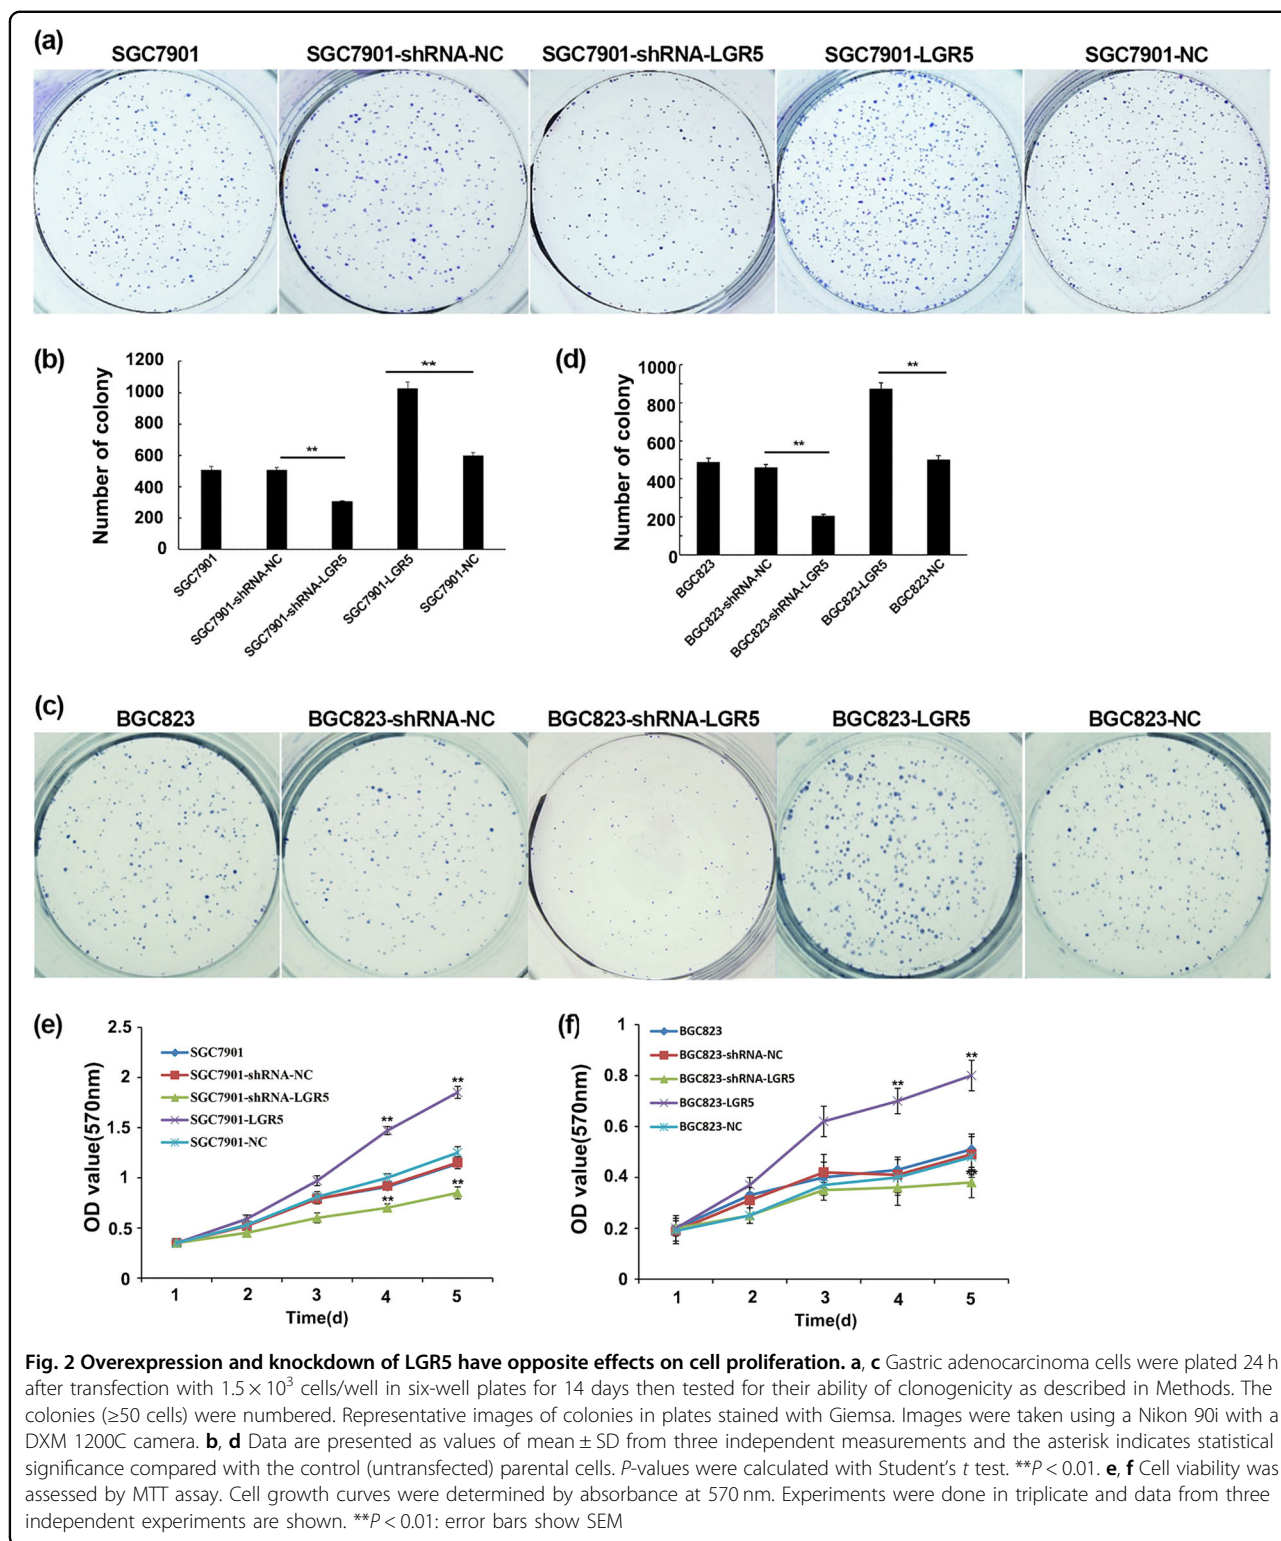 (a)
SGC7901 SGC7901-shRNA-NC SGC7901-shRNA-LGR5 SGC7901-LGR5 SGC7901-NC
(b)
Number of colony
1200
1000
800
600
400
200
0
**
**
SGC7901
SGC7901-shRNA-NC
SGC7901-shRNA-LGR5
SGC7901-LGR5
SGC7901-NC
(d)
Number of colony
1000
800
600
400
200
0
**
**
BGC823
BGC823-shRNA-NC
BGC823-shRNA-LGR5
BGC823-LGR5
BGC823-NC
(c)
BGC823 BGC823-shRNA-NC BGC823-shRNA-LGR5 BGC823-LGR5 BGC823-NC
(e)
OD value(570nm)
2.5
2
1.5
1
0.5
0
SGC7901
SGC7901-shRNA-NC
SGC7901-shRNA-LGR5
SGC7901-LGR5
SGC7901-NC
**
**
**
**
1 2 3 4 5
Time(d)
(f)
OD value(570nm)
1
0.8
0.6
0.4
0.2
0
BGC823
BGC823-shRNA-NC
BGC823-shRNA-LGR5
BGC823-LGR5
BGC823-NC
**
**
**
1 2 3 4 5
Time(d)
Fig. 2 Overexpression and knockdown of LGR5 have opposite effects on cell proliferation. a, c Gastric adenocarcinoma cells were plated 24 h
after transfection with 1.5 × 10³ cells/well in six-well plates for 14 days then tested for their ability of clonogenicity as described in Methods. The
colonies (≥50 cells) were numbered. Representative images of colonies in plates stained with Giemsa. Images were taken using a Nikon 90i with a
DXM 1200C camera. b, d Data are presented as values of mean ± SD from three independent measurements and the asterisk indicates statistical
significance compared with the control (untransfected) parental cells. P-values were calculated with Student's t test. **P < 0.01. e, f Cell viability was
assessed by MTT assay. Cell growth curves were determined by absorbance at 570 nm. Experiments were done in triplicate and data from three
independent experiments are shown. **P < 0.01: error bars show SEM